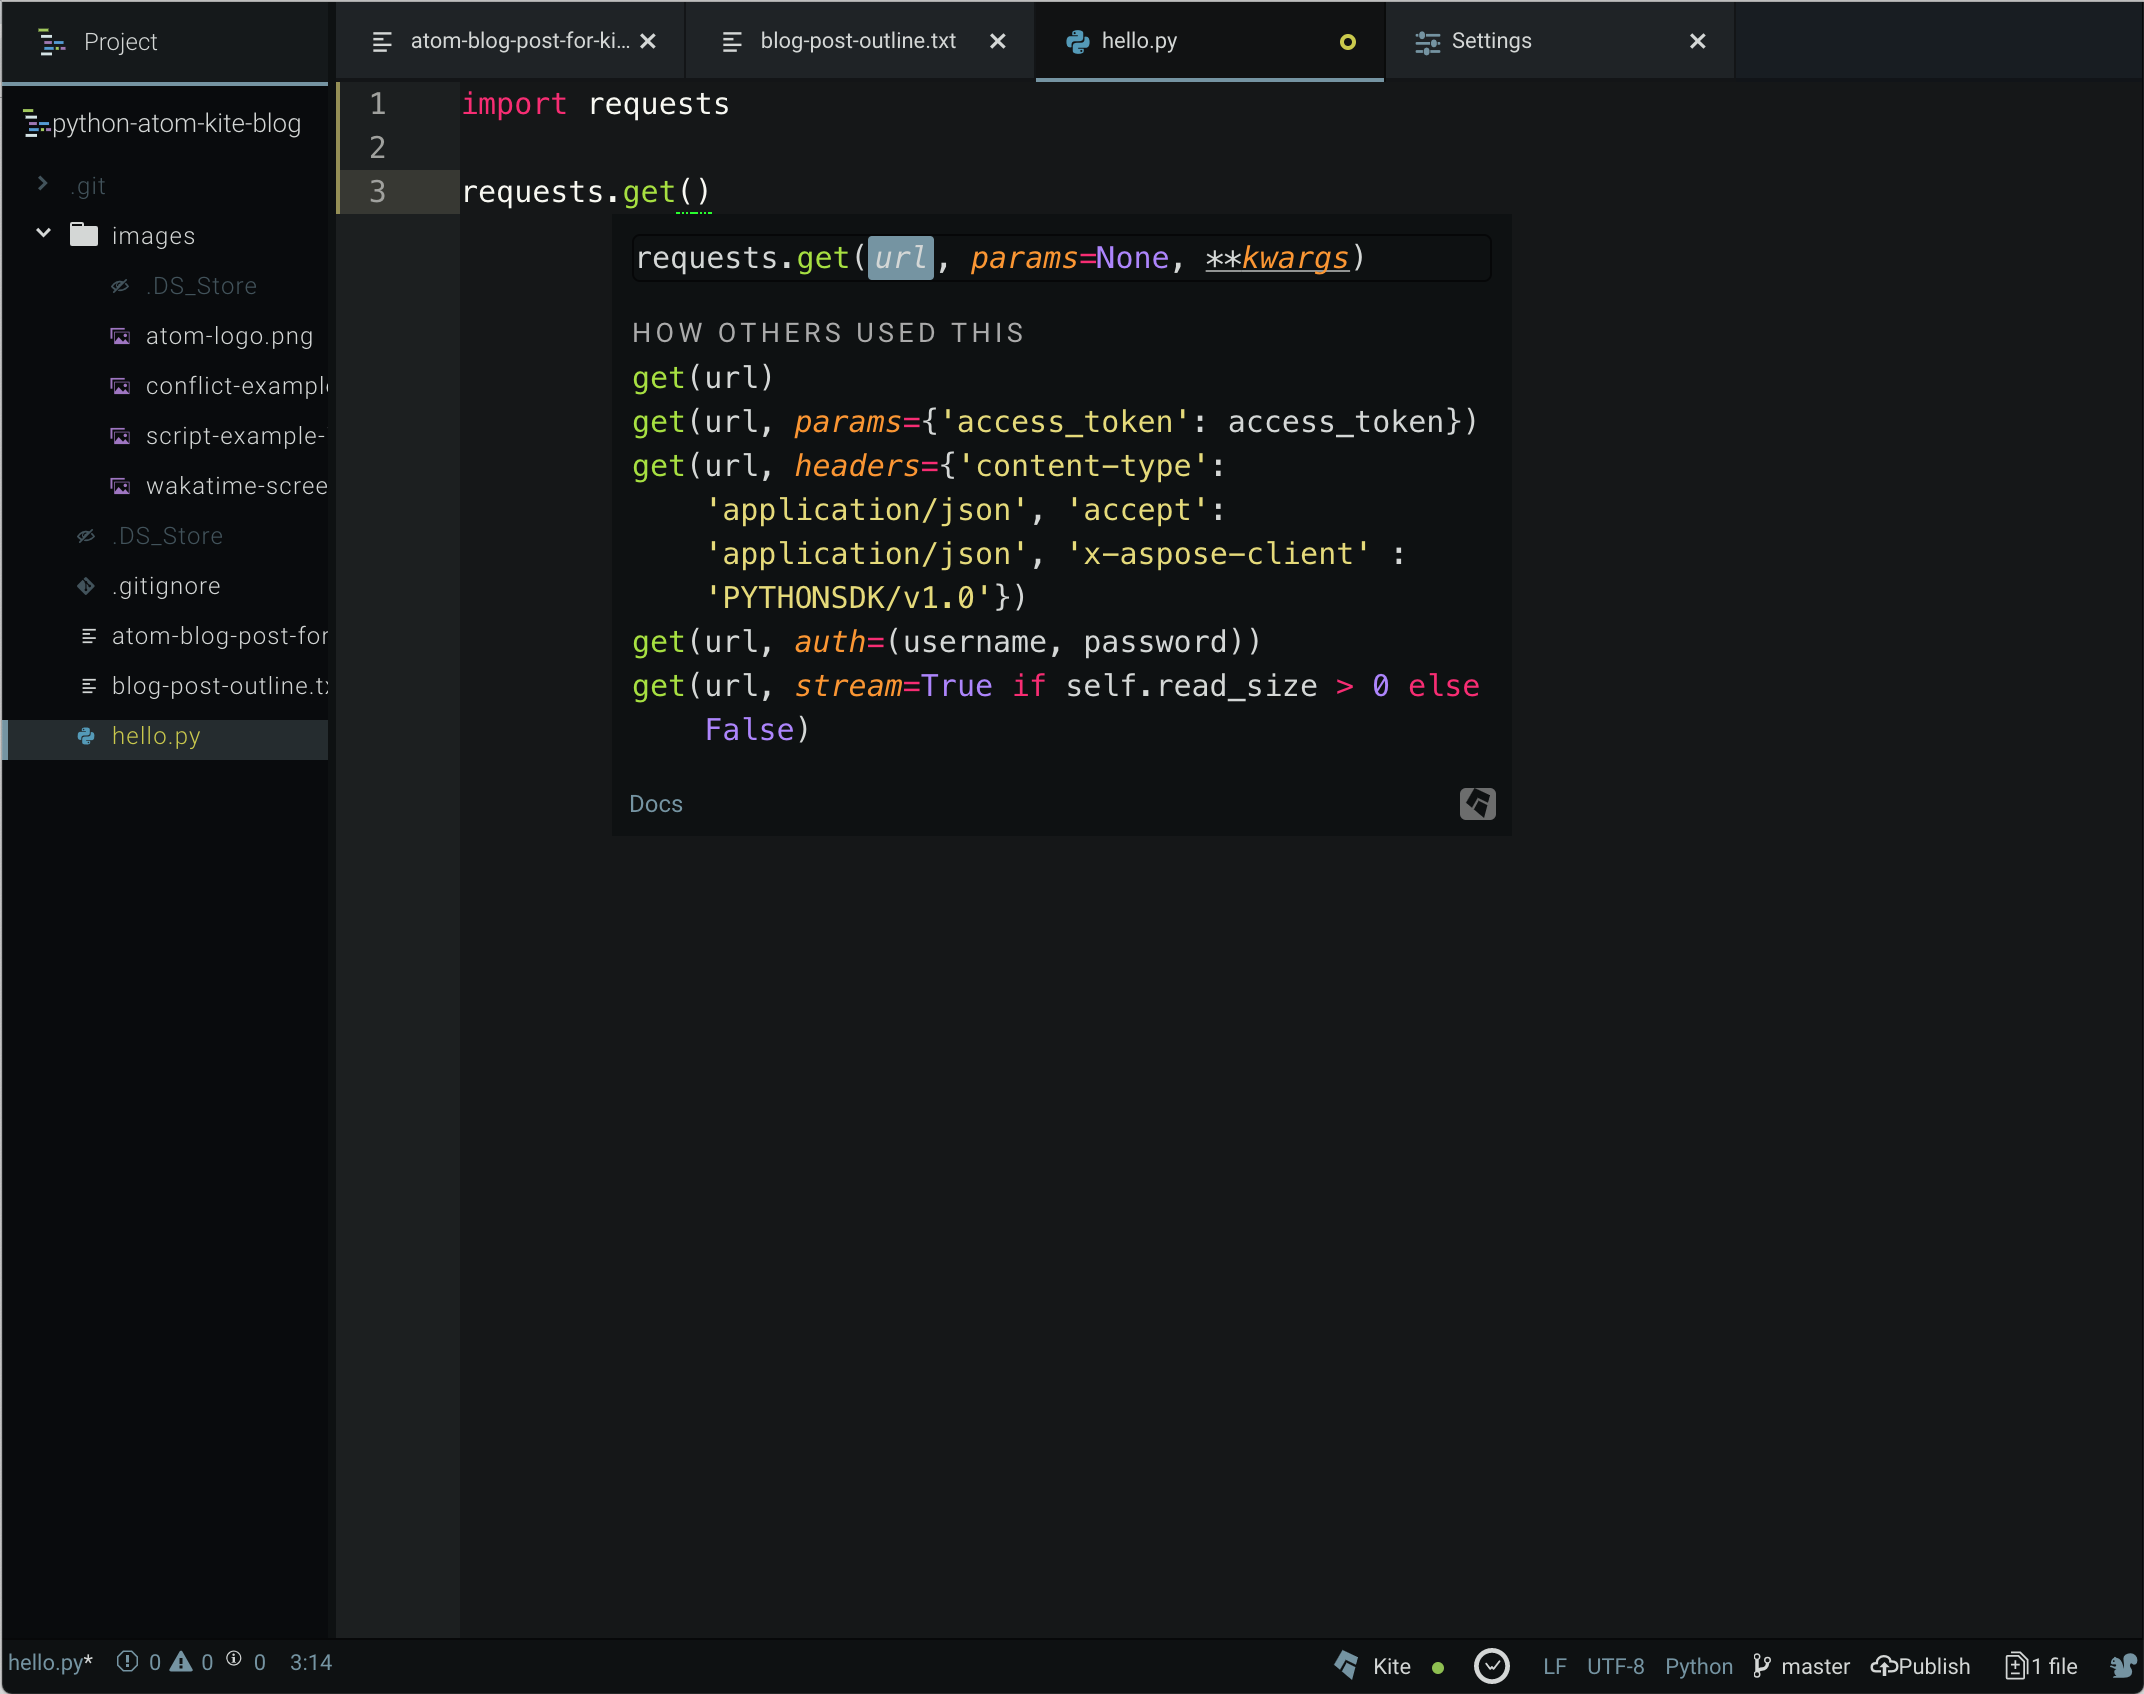 Project
atom-blog-post-for-ki...
blog-post-outline.txt
hello.py
Settings
python-atom-kite-blog
.git
images
.DS_Store
atom-logo.png
conflict-example
script-example-
wakatime-scree
.DS_Store
.gitignore
atom-blog-post-for
blog-post-outline.tx
hello.py
1 import requests
2
3 requests.get()
requests.get(url, params=None, **kwargs)
HOW OTHERS USED THIS
get(url)
get(url, params={'access_token': access_token})
get(url, headers={'content-type':
'application/json', 'accept':
'application/json', 'x-aspose-client' :
'PYTHONSDK/v1.0'})
get(url, auth=(username, password))
get(url, stream=True if self.read_size > 0 else
False)
Docs
hello.py* 0 0 0 3:14
Kite LF UTF-8 Python master Publish 1 file